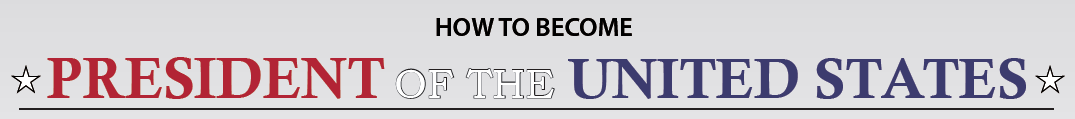 HOW TO BECOME
PRESIDENT OF THE UNITED STATES